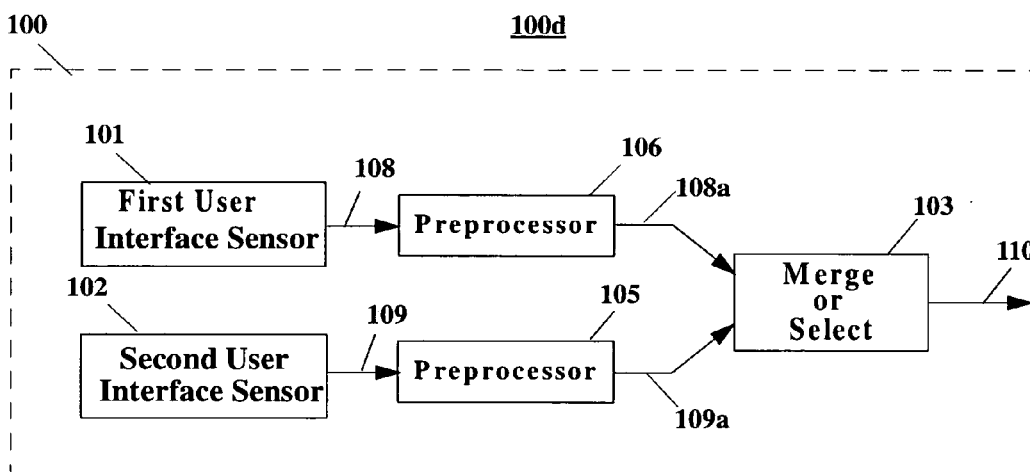 100
100d
101
First User
Interface Sensor
108
106
Preprocessor
108a
103
Merge
or
Select
110
102
Second User
Interface Sensor
109
105
Preprocessor
109a